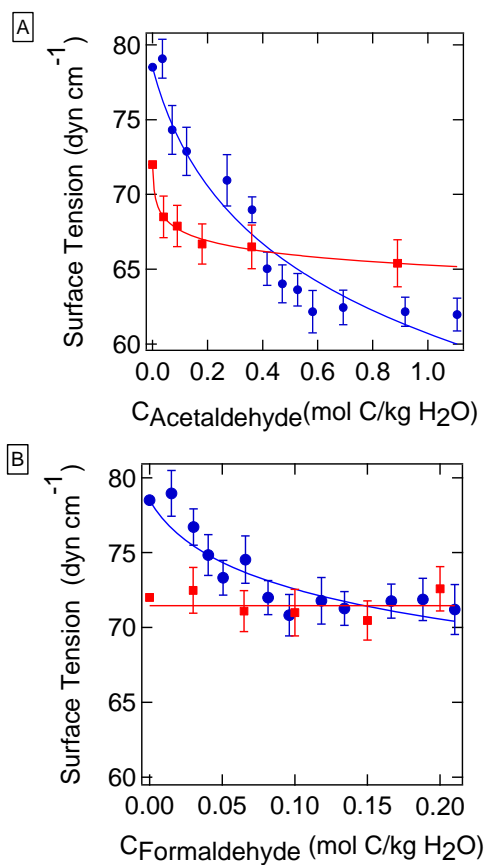 A
Surface Tension (dyn cm-1)
80
75
70
65
60
0.0 0.2 0.4 0.6 0.8 1.0
CAcetaldehyde(mol C/kg H2O)
B
Surface Tension (dyn cm-1)
80
75
70
65
60
0.00 0.05 0.10 0.15 0.20
CFormaldehyde (mol C/kg H2O)